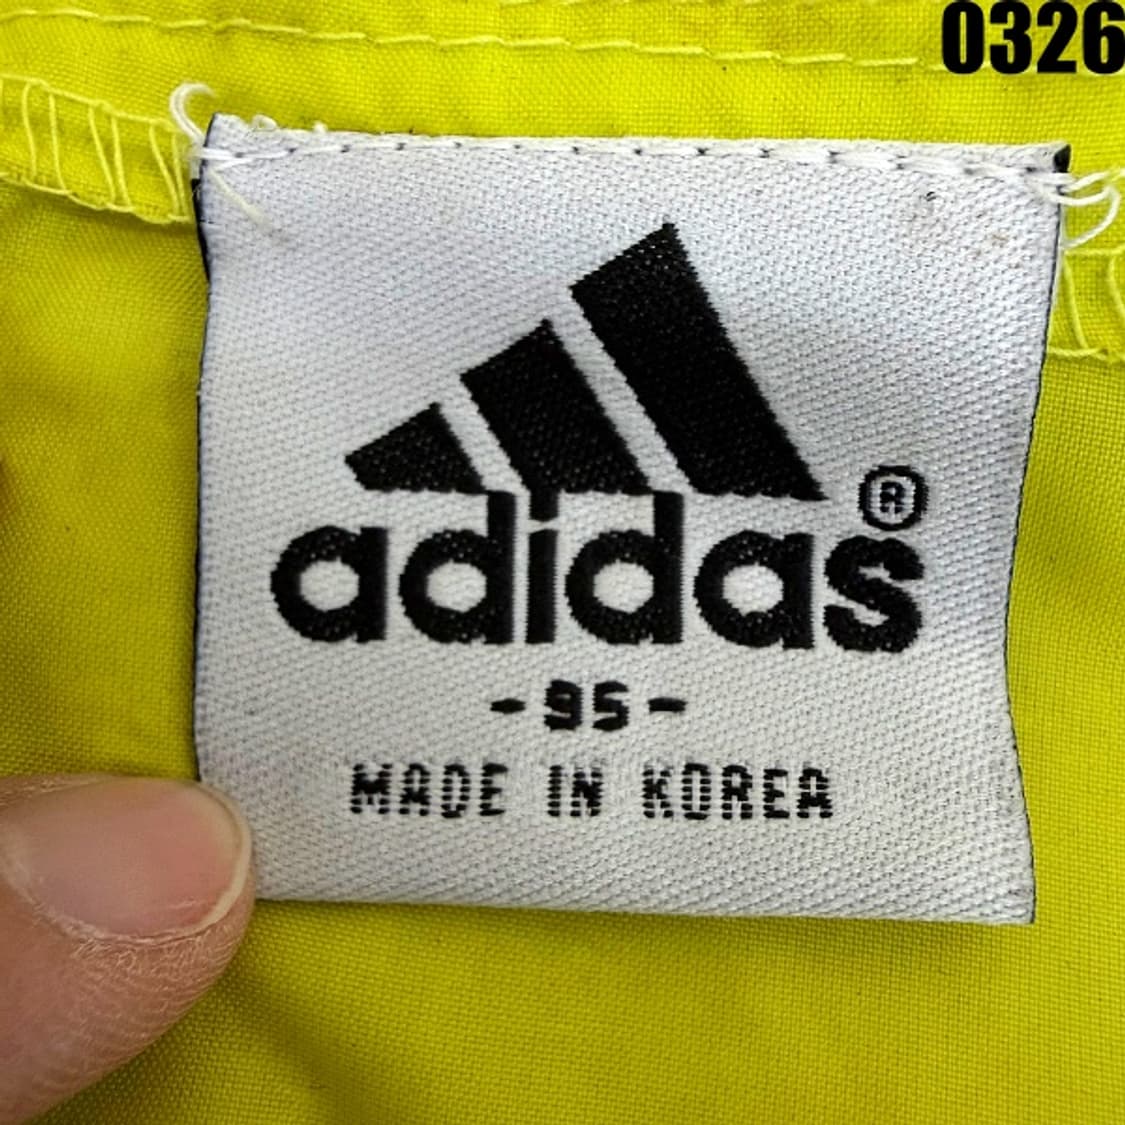 0326
adidas®
-95-
MADE IN KOREA